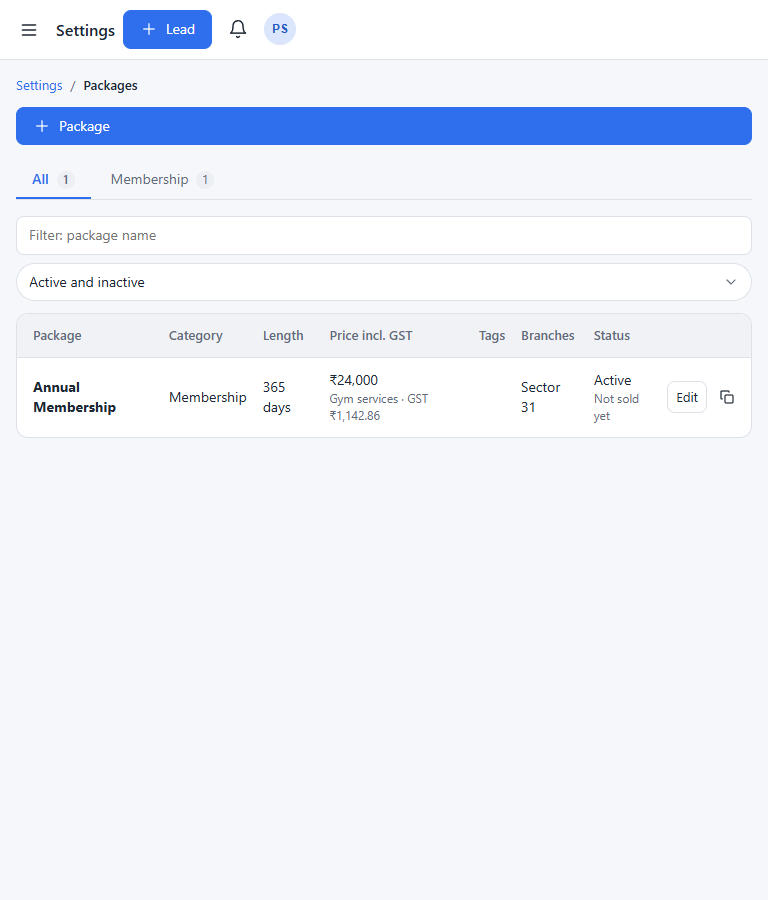 Settings
+ Lead
PS
Settings / Packages
+ Package
All 1
Membership 1
Filter: package name
Active and inactive
Package Category Length Price incl. GST Tags Branches Status
Annual Membership
Membership
365 days
₹24,000
Gym services · GST ₹1,142.86
Sector 31
Active
Not sold yet
Edit